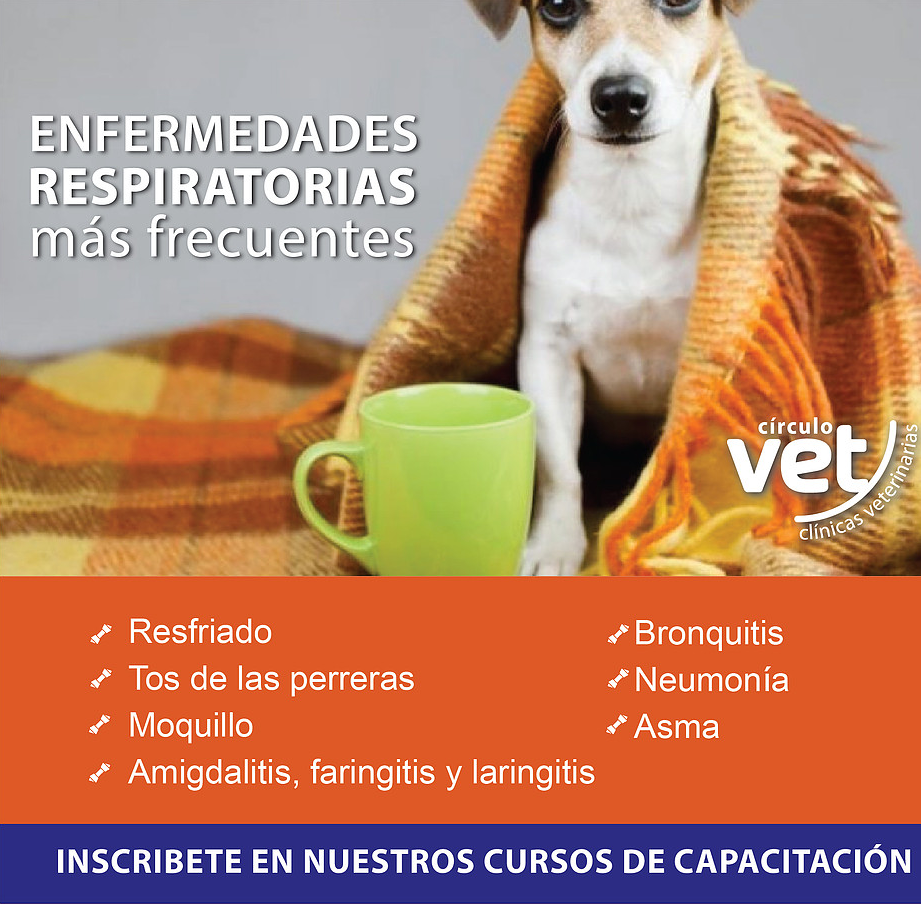 ENFERMEDADES
RESPIRATORIAS
más frecuentes
círculo
vet
clínicas veterinarias
Resfriado
Tos de las perreras
Moquillo
Amigdalitis, faringitis y laringitis
Bronquitis
Neumonía
Asma
INSCRIBETE EN NUESTROS CURSOS DE CAPACITACIÓN